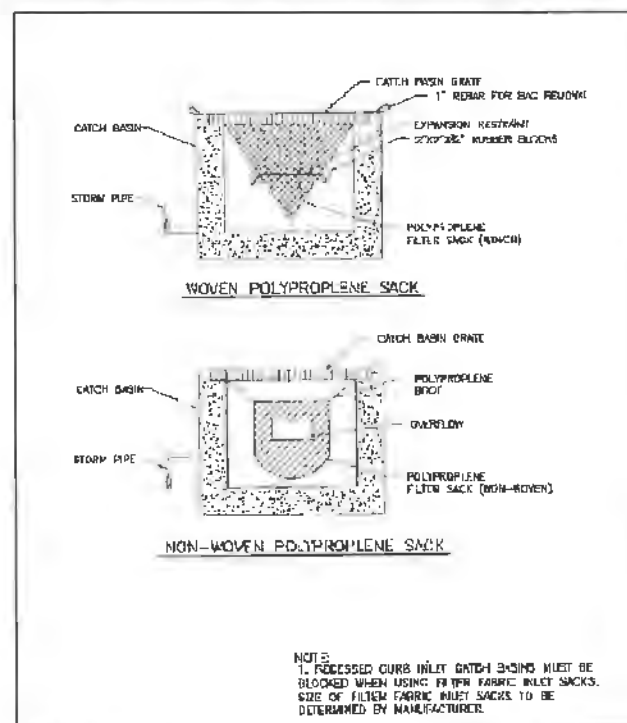 CATCH BASIN GRATE
1" REBAR FOR BAG REMOVAL
CATCH BASIN
EXPANSION RESTRAINT
RUBBER BLOCKS
STORM PIPE
POLYPROPLENE
FILTER SACK (WOVEN)
WOVEN POLYPROPLENE SACK
CATCH BASIN GRATE
CATCH BASIN
POLYPROPLENE
BOOT
OVERFLOW
STORM PIPE
POLYPROPLENE
FILTER SACK (NON-WOVEN)
NON-WOVEN POLYPROPLENE SACK
NOTE:
1. RECESSED CURB INLET CATCH BASINS MUST BE
BLOCKED WHEN USING FILTER FABRIC INLET SACKS.
SIZE OF FILTER FABRIC INLET SACKS TO BE
DETERMINED BY MANUFACTURER.